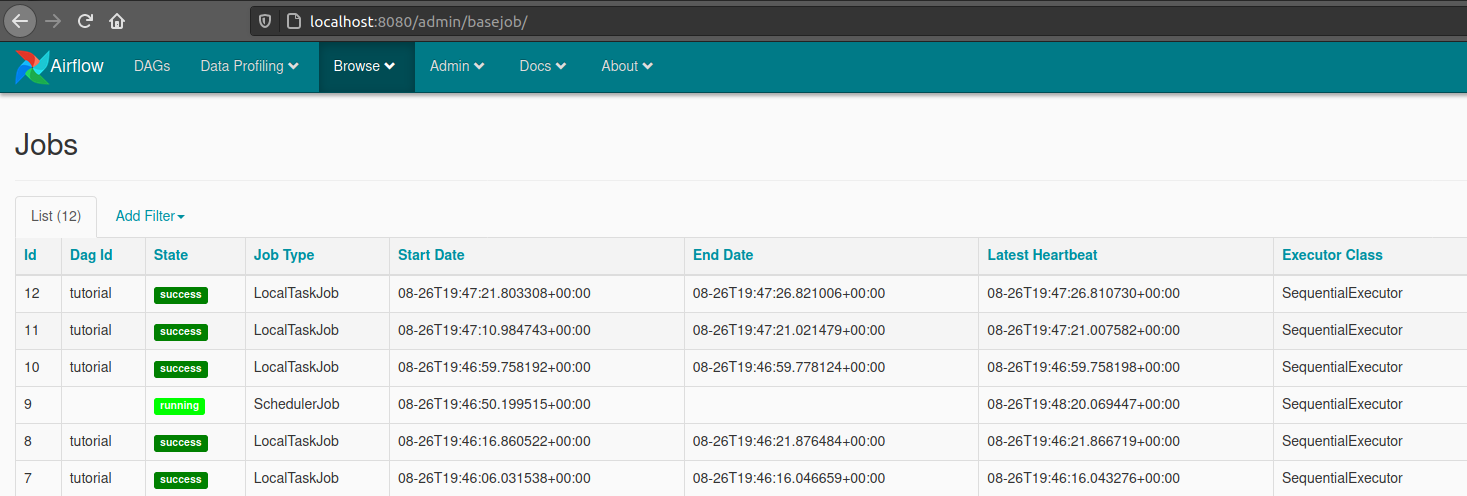 localhost:8080/admin/basejob/
Airflow DAGs Data Profiling Browse Admin Docs About
Jobs
List (12) Add Filter
Id Dag Id State Job Type Start Date End Date Latest Heartbeat Executor Class
12 tutorial success LocalTaskJob 08-26T19:47:21.803308+00:00 08-26T19:47:26.821006+00:00 08-26T19:47:26.810730+00:00 SequentialExecutor
11 tutorial success LocalTaskJob 08-26T19:47:10.984743+00:00 08-26T19:47:21.021479+00:00 08-26T19:47:21.007582+00:00 SequentialExecutor
10 tutorial success LocalTaskJob 08-26T19:46:59.758192+00:00 08-26T19:46:59.778124+00:00 08-26T19:46:59.758198+00:00 SequentialExecutor
9 running SchedulerJob 08-26T19:46:50.199515+00:00 08-26T19:48:20.069447+00:00 SequentialExecutor
8 tutorial success LocalTaskJob 08-26T19:46:16.860522+00:00 08-26T19:46:21.876484+00:00 08-26T19:46:21.866719+00:00 SequentialExecutor
7 tutorial success LocalTaskJob 08-26T19:46:06.031538+00:00 08-26T19:46:16.046659+00:00 08-26T19:46:16.043276+00:00 SequentialExecutor